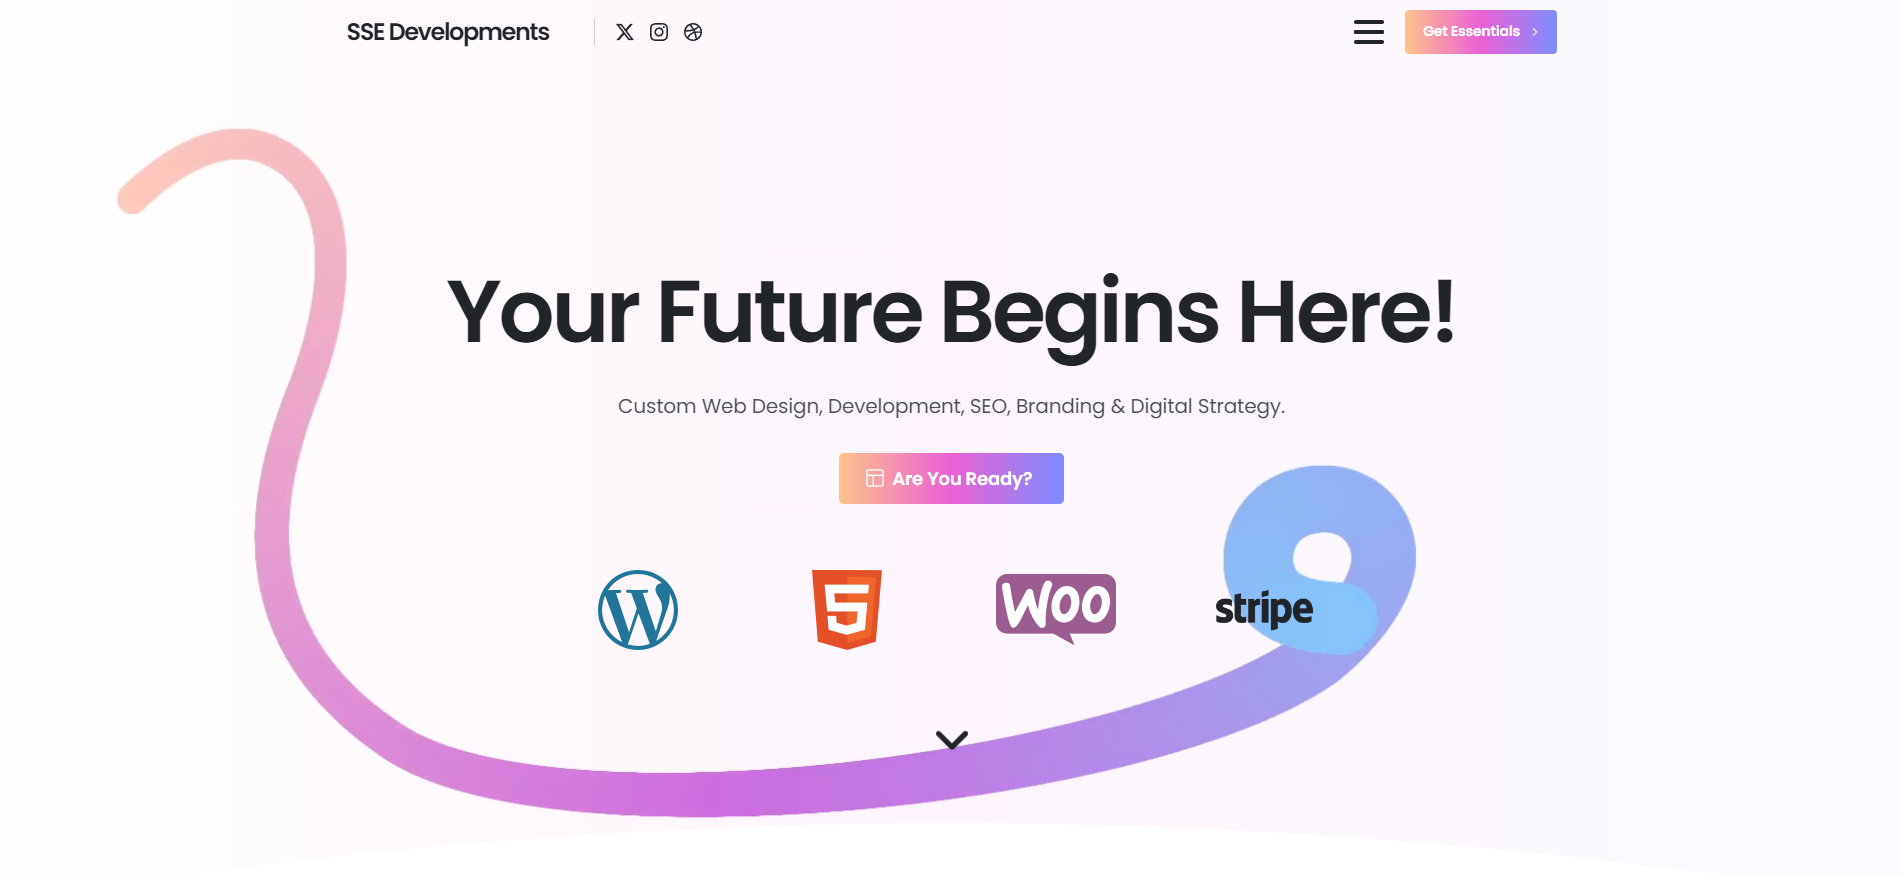 SSE Developments
Get Essentials
Your Future Begins Here!
Custom Web Design, Development, SEO, Branding & Digital Strategy.
Are You Ready?
W
5
Woo
stripe